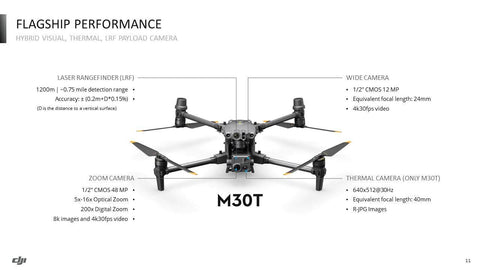 FLAGSHIP PERFORMANCE
HYBRID VISUAL, THERMAL, LRF PAYLOAD CAMERA
LASER RANGEFINDER (LRF)
1200m | ~0.75 mile detection range •
Accuracy: ± (0.2m+D*0.15%) •
(D is the distance to a vertical surface)
WIDE CAMERA
• 1/2" CMOS 12 MP
• Equivalent focal length: 24mm
• 4k30fps video
ZOOM CAMERA
1/2" CMOS 48 MP •
5x-16x Optical Zoom •
200x Digital Zoom •
8k images and 4k30fps video •
M30T
THERMAL CAMERA (ONLY M30T)
• 640x512@30Hz
• Equivalent focal length: 40mm
• R-JPG Images
dji
11